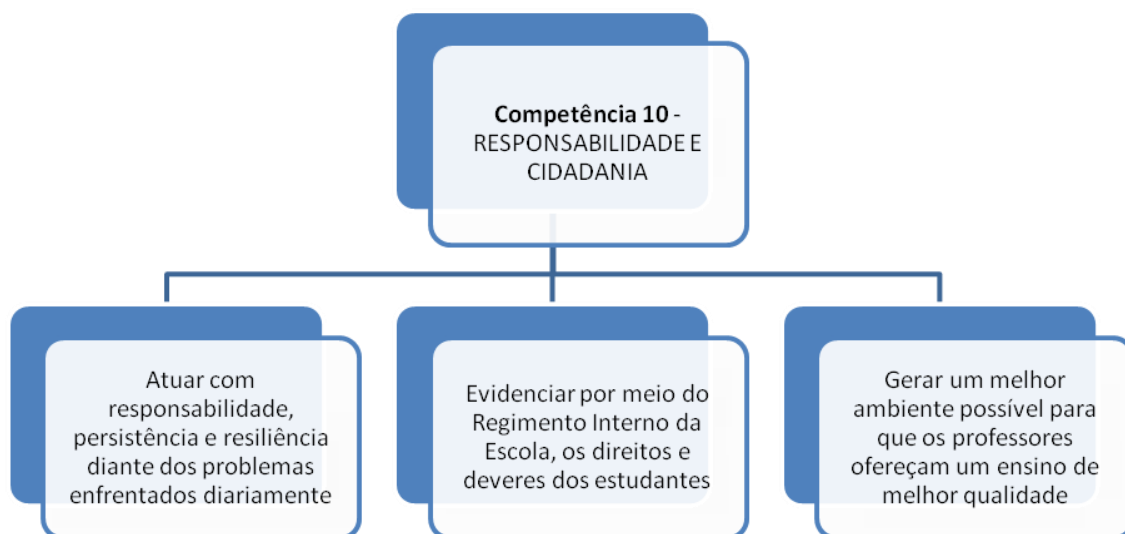 Competência 10 -
RESPONSABILIDADE E
CIDADANIA
Atuar com
responsabilidade,
persistência e resiliência
diante dos problemas
enfrentados diariamente
Evidenciar por meio do
Regimento Interno da
Escola, os direitos e
deveres dos estudantes
Gerar um melhor
ambiente possível para
que os professores
ofereçam um ensino de
melhor qualidade